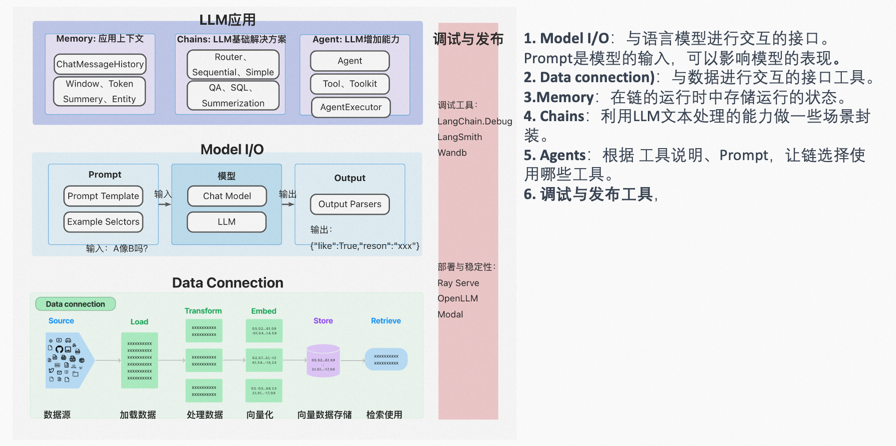 LLM应用
Memory: 应用上下文
ChatMessageHistory
Window、Token
Summery、Entity
Chains: LLM基础解决方案
Router、
Sequential、Simple
QA、SQL、
Summerization
Agent: LLM增加能力
Agent
Tool、Toolkit
AgentExecutor
Model I/O
Prompt
Prompt Template
Example Selctors
输入：A像B吗?
输入
模型
Chat Model
LLM
输出
Output
Output Parsers
输出：
{"like":True,"reson":"xxx"}
Data Connection
Data connection
Source
Load
Transform
Embed
Store
Retrieve
数据源
加载数据
处理数据
向量化
向量数据存储
检索使用
调试与发布
调试工具：
LangChain.Debug
LangSmith
Wandb
部署与稳定性：
Ray Serve
OpenLLM
Modal
1. Model I/O：与语言模型进行交互的接口。
Prompt是模型的输入，可以影响模型的表现。
2. Data connection)：与数据进行交互的接口工具。
3.Memory：在链的运行时中存储运行的状态。
4. Chains：利用LLM文本处理的能力做一些场景封
装。
5. Agents：根据 工具说明、Prompt，让链选择使
用哪些工具。
6. 调试与发布工具，